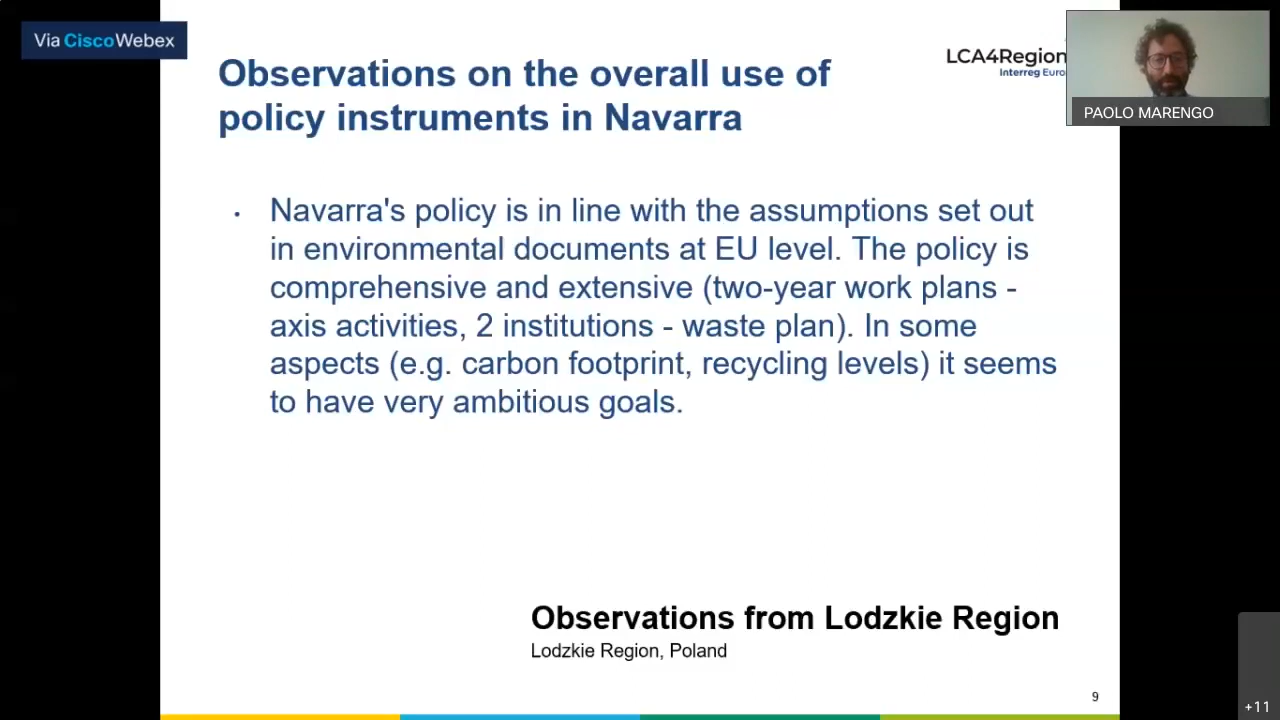 Via CiscoWebex
Observations on the overall use of
policy instruments in Navarra
LCA4Region
Interreg Euro
PAOLO MARENGO
• Navarra's policy is in line with the assumptions set out
in environmental documents at EU level. The policy is
comprehensive and extensive (two-year work plans -
axis activities, 2 institutions - waste plan). In some
aspects (e.g. carbon footprint, recycling levels) it seems
to have very ambitious goals.
Observations from Lodzkie Region
Lodzkie Region, Poland
9
+11